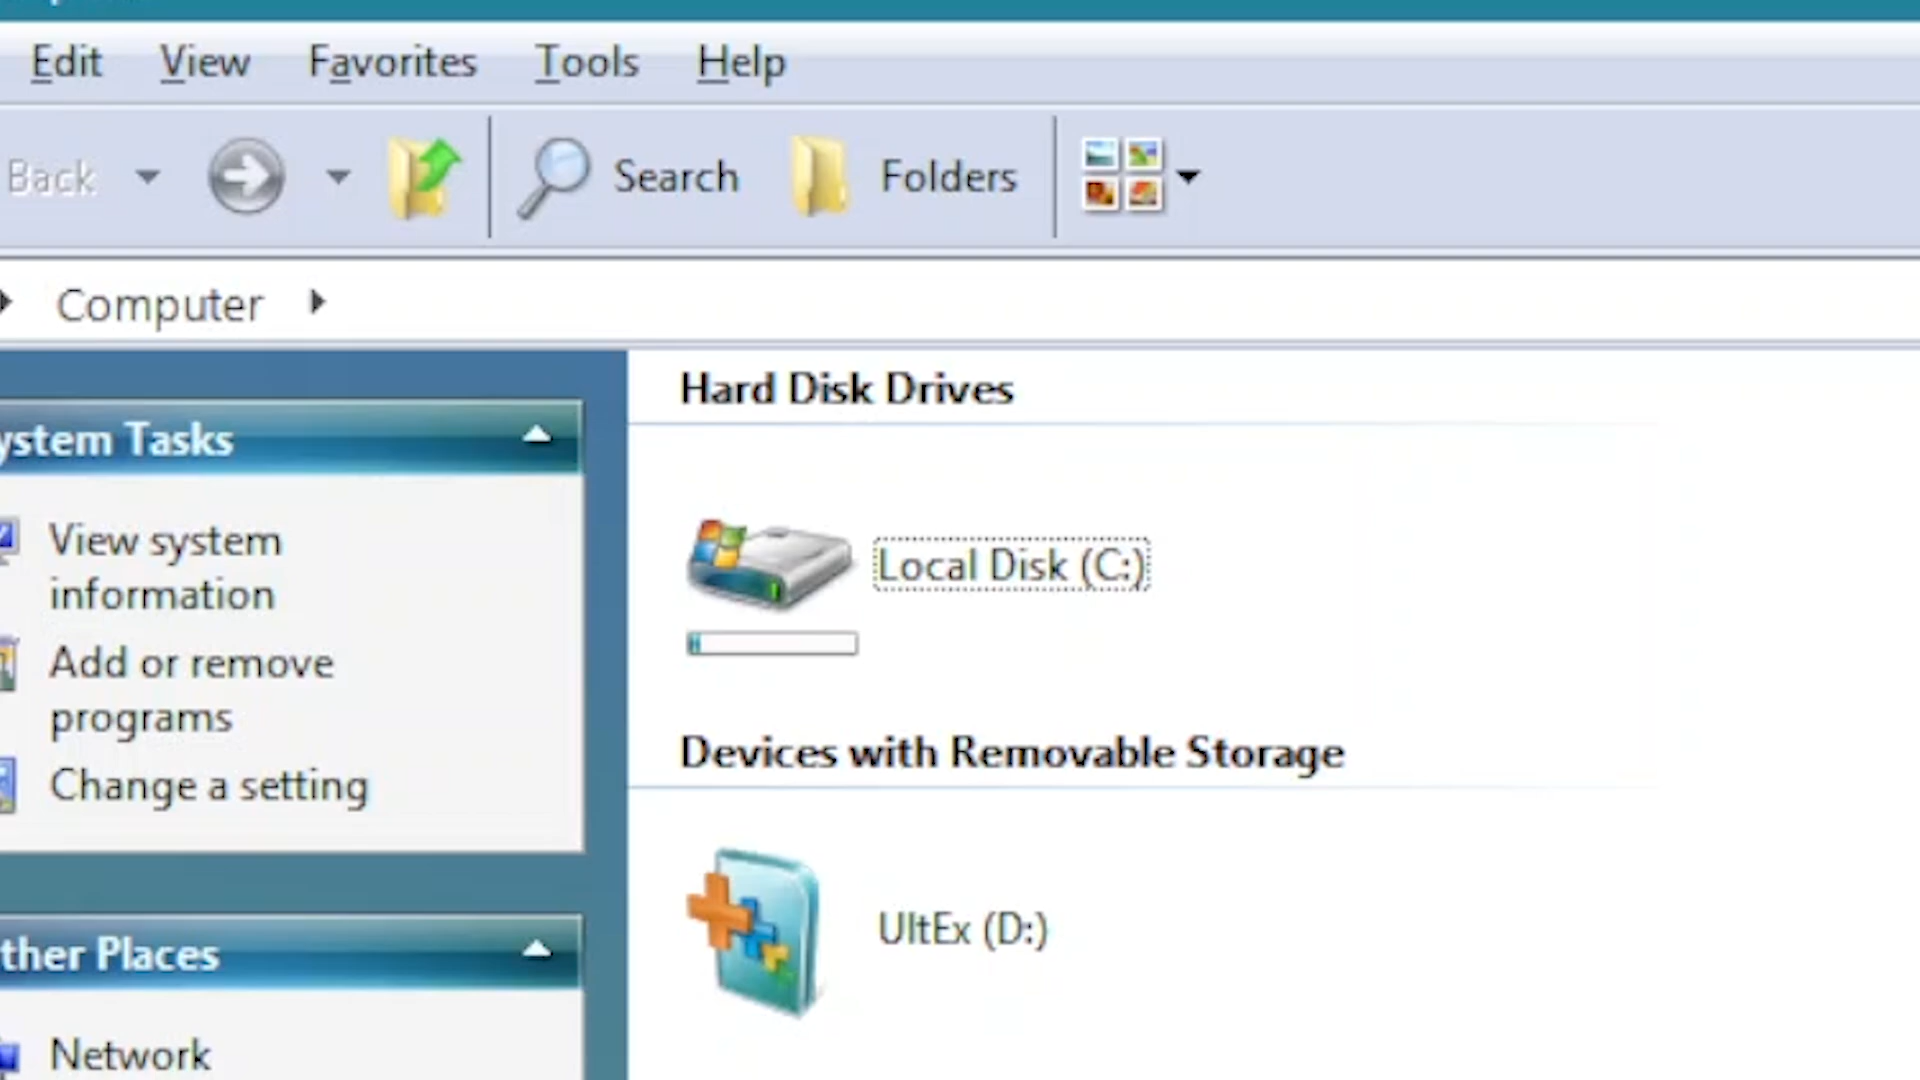 Edit View Favorites Tools Help
Back Search Folders
Computer
Hard Disk Drives
ystem Tasks
Local Disk (C:)
View system
information
Add or remove
programs
Change a setting
Devices with Removable Storage
UltEx (D:)
ther Places
Network